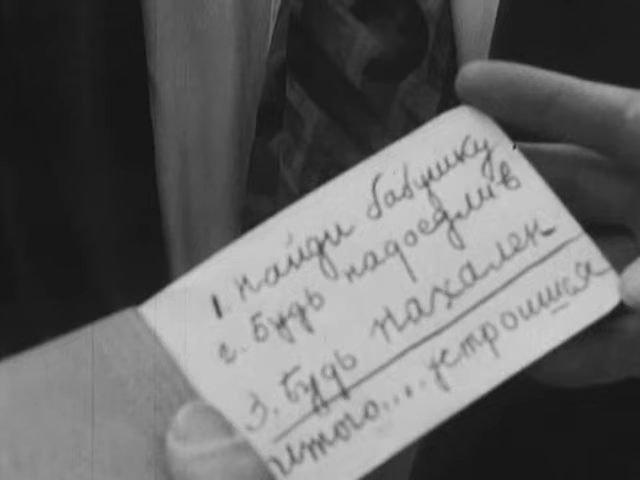 1. найди бабушку
2. будь надоедлив
3. будь нахален
итого.... устроишься